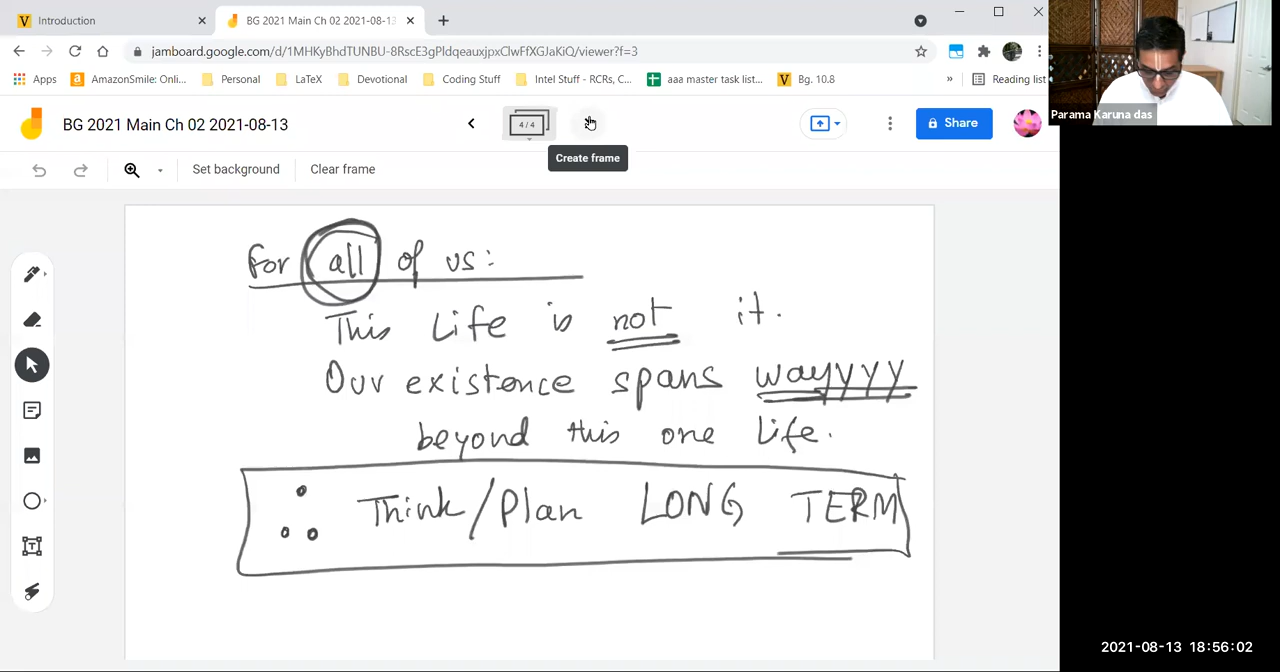 Introduction
BG 2021 Main Ch 02 2021-08-13
jamboard.google.com/d/1MHKyBhdTUNBU-8RscE3gPldqeauxjpxClwFfXGJaKiQ/viewer?f=3
Apps
AmazonSmile: Onli...
Personal
LaTeX
Devotional
Coding Stuff
Intel Stuff - RCRs, C...
aaa master task list...
Bg. 10.8
»
Reading list
Parama Karuna das
BG 2021 Main Ch 02 2021-08-13
4 / 4
Share
Create frame
Set background
Clear frame
For all of us:
This Life is not it.
Our existence spans wayyyy
beyond this one life.
∴ Think/Plan LONG TERM
2021-08-13 18:56:02